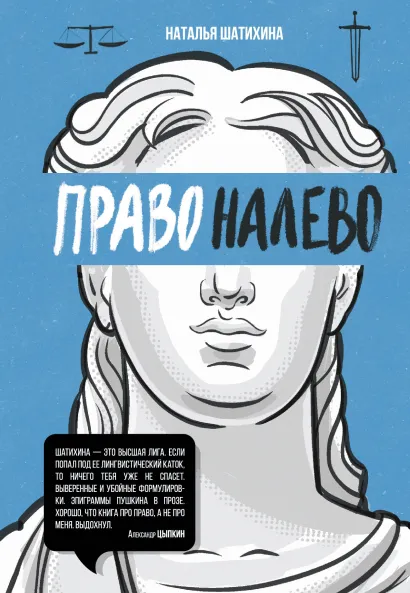 НАТАЛЬЯ ШАТИХИНА
ПРАВО НАЛЕВО
ШАТИХИНА — ЭТО ВЫСШАЯ ЛИГА. ЕСЛИ
ПОПАЛ ПОД ЕЕ ЛИНГВИСТИЧЕСКИЙ КАТОК,
ТО НИЧЕГО ТЕБЯ УЖЕ НЕ СПАСЕТ.
ВЫВЕРЕННЫЕ И УБОЙНЫЕ ФОРМУЛИРОВ-
КИ. ЭПИГРАММЫ ПУШКИНА В ПРОЗЕ.
ХОРОШО, ЧТО КНИГА ПРО ПРАВО, А НЕ ПРО
МЕНЯ. ВЫДОХНУЛ.
АЛЕКСАНДР ЦЫПКИН